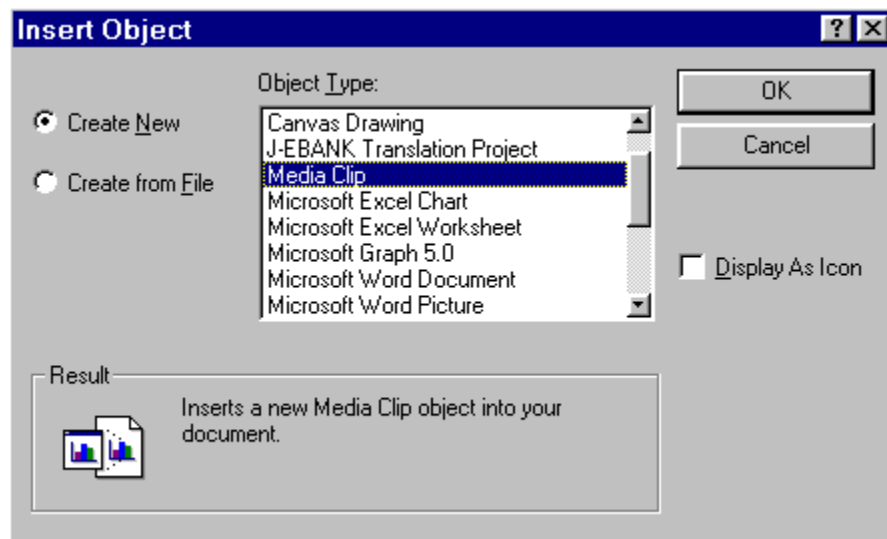 Insert Object
Object Type:
Create New
Create from File
Canvas Drawing
J-EBANK Translation Project
Media Clip
Microsoft Excel Chart
Microsoft Excel Worksheet
Microsoft Graph 5.0
Microsoft Word Document
Microsoft Word Picture
OK
Cancel
Display As Icon
Result
Inserts a new Media Clip object into your
document.